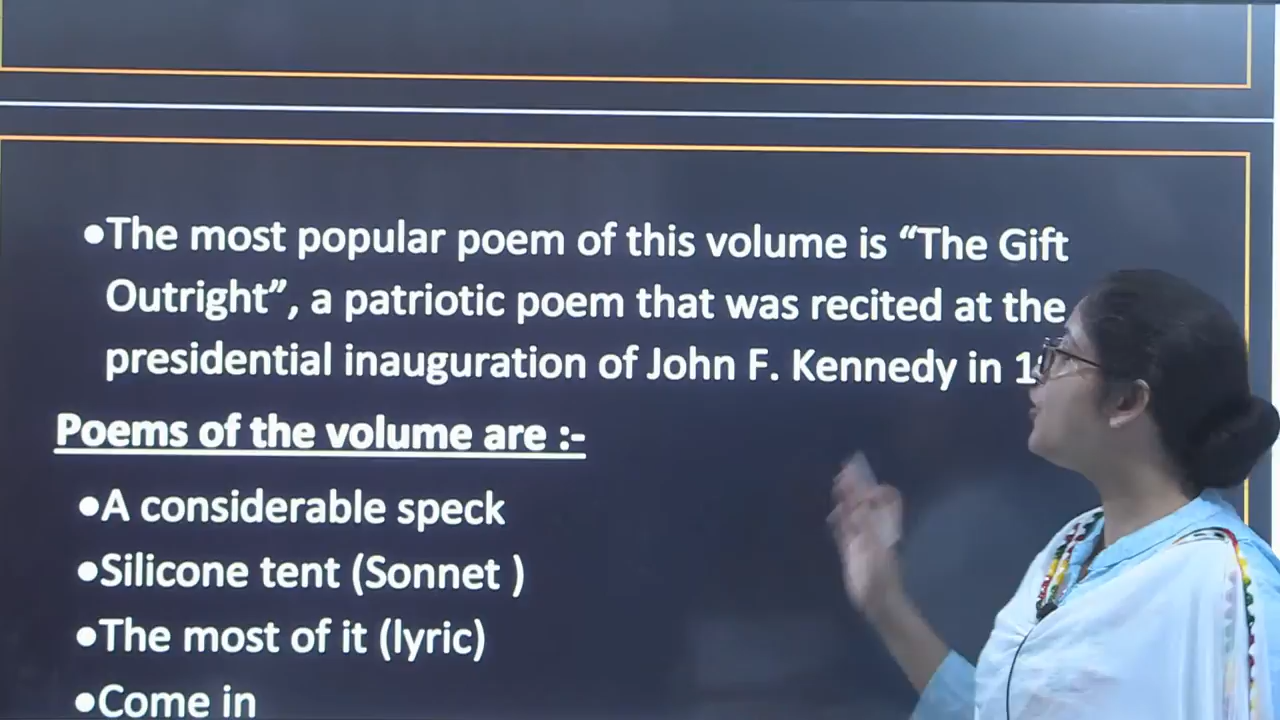 ●The most popular poem of this volume is “The Gift
Outright”, a patriotic poem that was recited at the
presidential inauguration of John F. Kennedy in
Poems of the volume are :-
●A considerable speck
●Silicone tent (Sonnet )
●The most of it (lyric)
●Come in